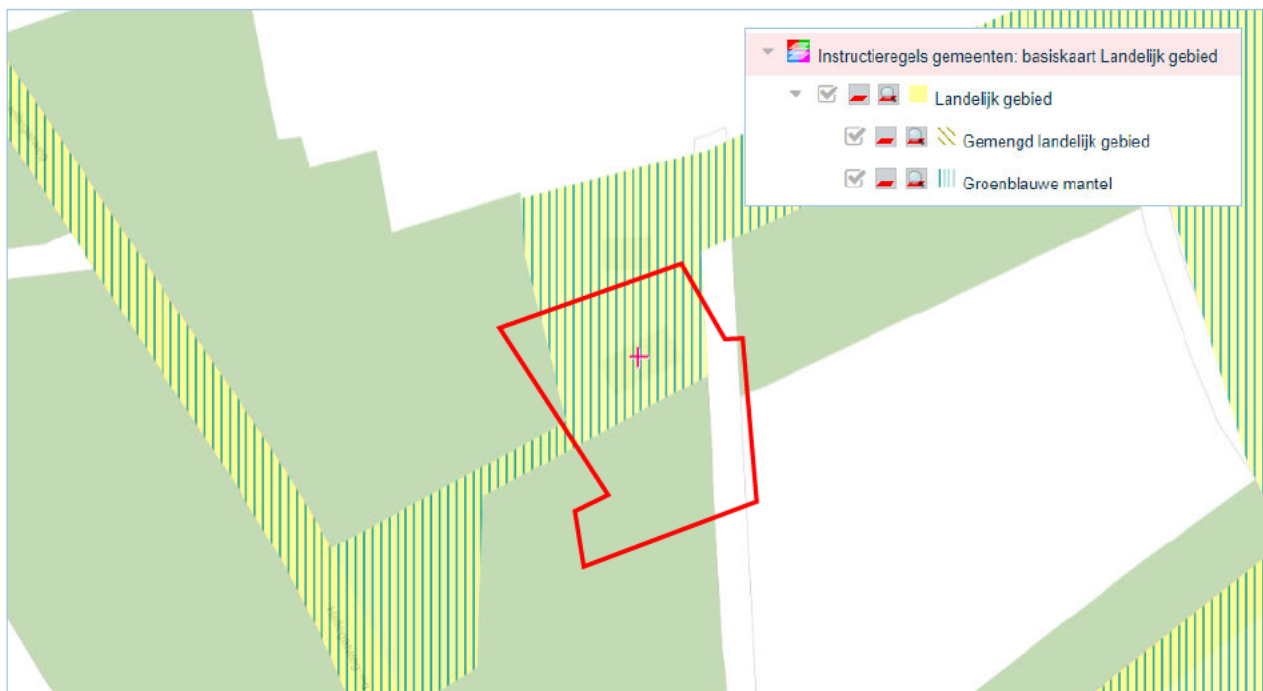 Instructieregels gemeenten: basiskaart Landelijk gebied
Landelijk gebied
Gemengd landelijk gebied
Groenblauwe mantel